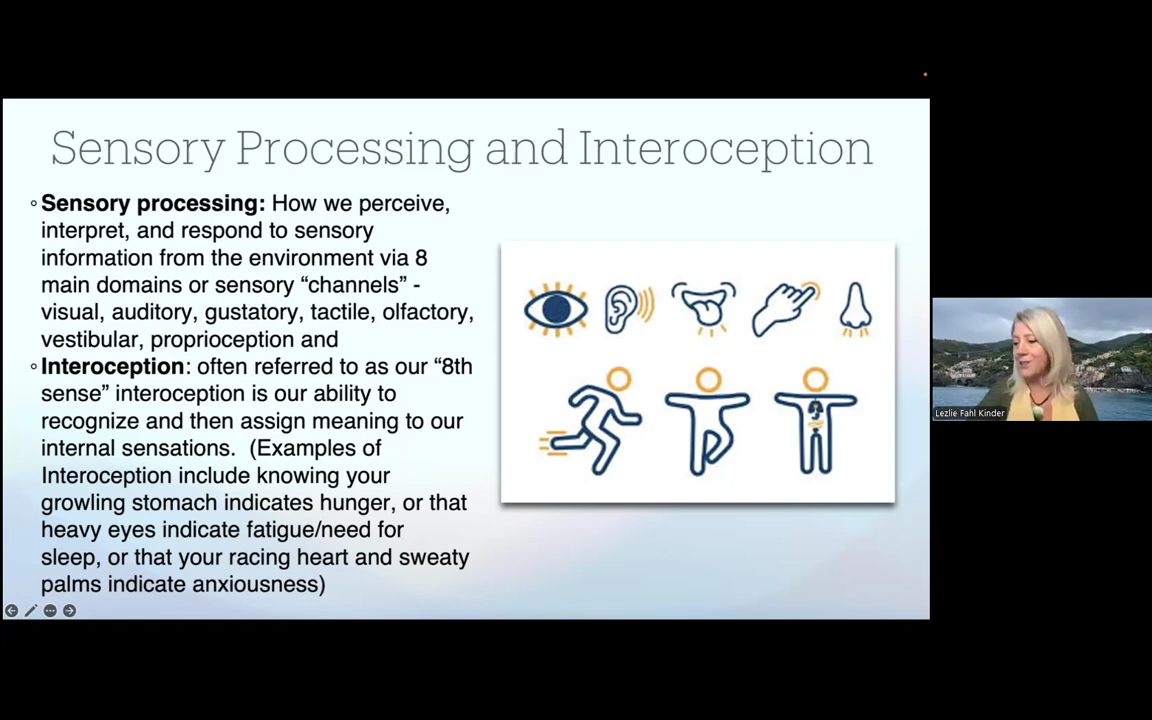 Sensory Processing and Interoception
◦Sensory processing: How we perceive,
interpret, and respond to sensory
information from the environment via 8
main domains or sensory “channels” -
visual, auditory, gustatory, tactile, olfactory,
vestibular, proprioception and
◦Interoception: often referred to as our “8th
sense” interoception is our ability to
recognize and then assign meaning to our
internal sensations.  (Examples of
Interoception include knowing your
growling stomach indicates hunger, or that
heavy eyes indicate fatigue/need for
sleep, or that your racing heart and sweaty
palms indicate anxiousness)
Lezlie Fahl Kinder